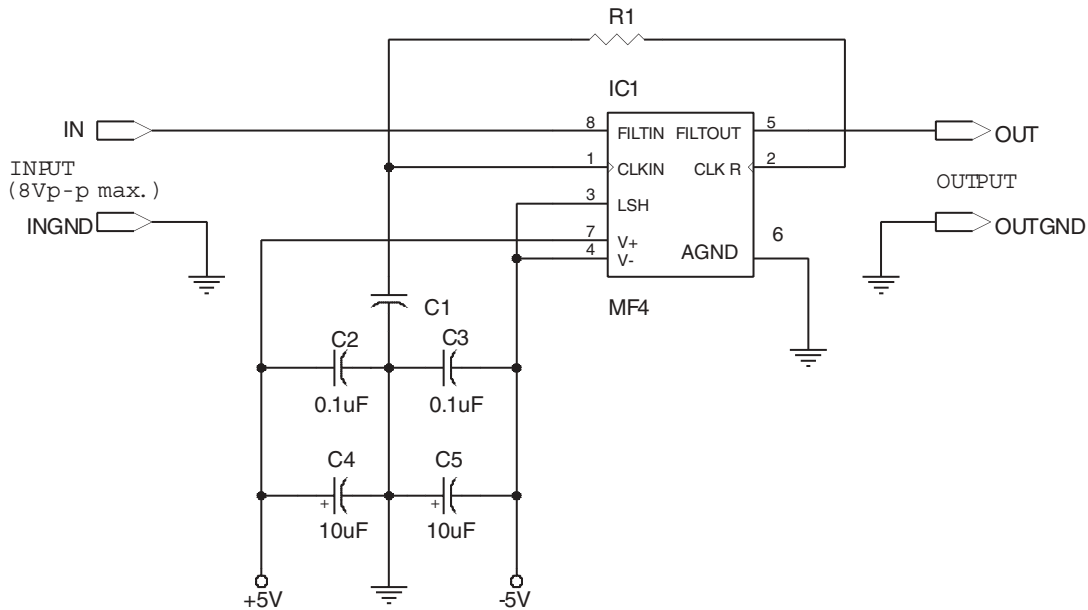 R1
IC1
IN
8
FILTIN
FILTOUT
5
OUT
1
CLKIN
CLK R
2
INPUT
(8Vp-p max.)
OUTPUT
3
LSH
INGND
OUTGND
7
V+
6
4
V-
AGND
C1
MF4
C2
C3
0.1uF
0.1uF
C4
C5
+
+
10uF
10uF
+5V
-5V